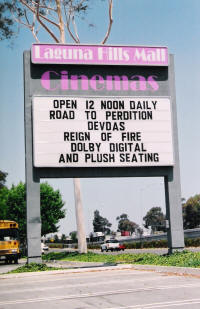 Laguna Hills Mall
Cinemas
OPEN 12 NOON DAILY
ROAD TO PERDITION
DEVDAS
REIGN OF FIRE
DOLBY DIGITAL
AND PLUSH SEATING